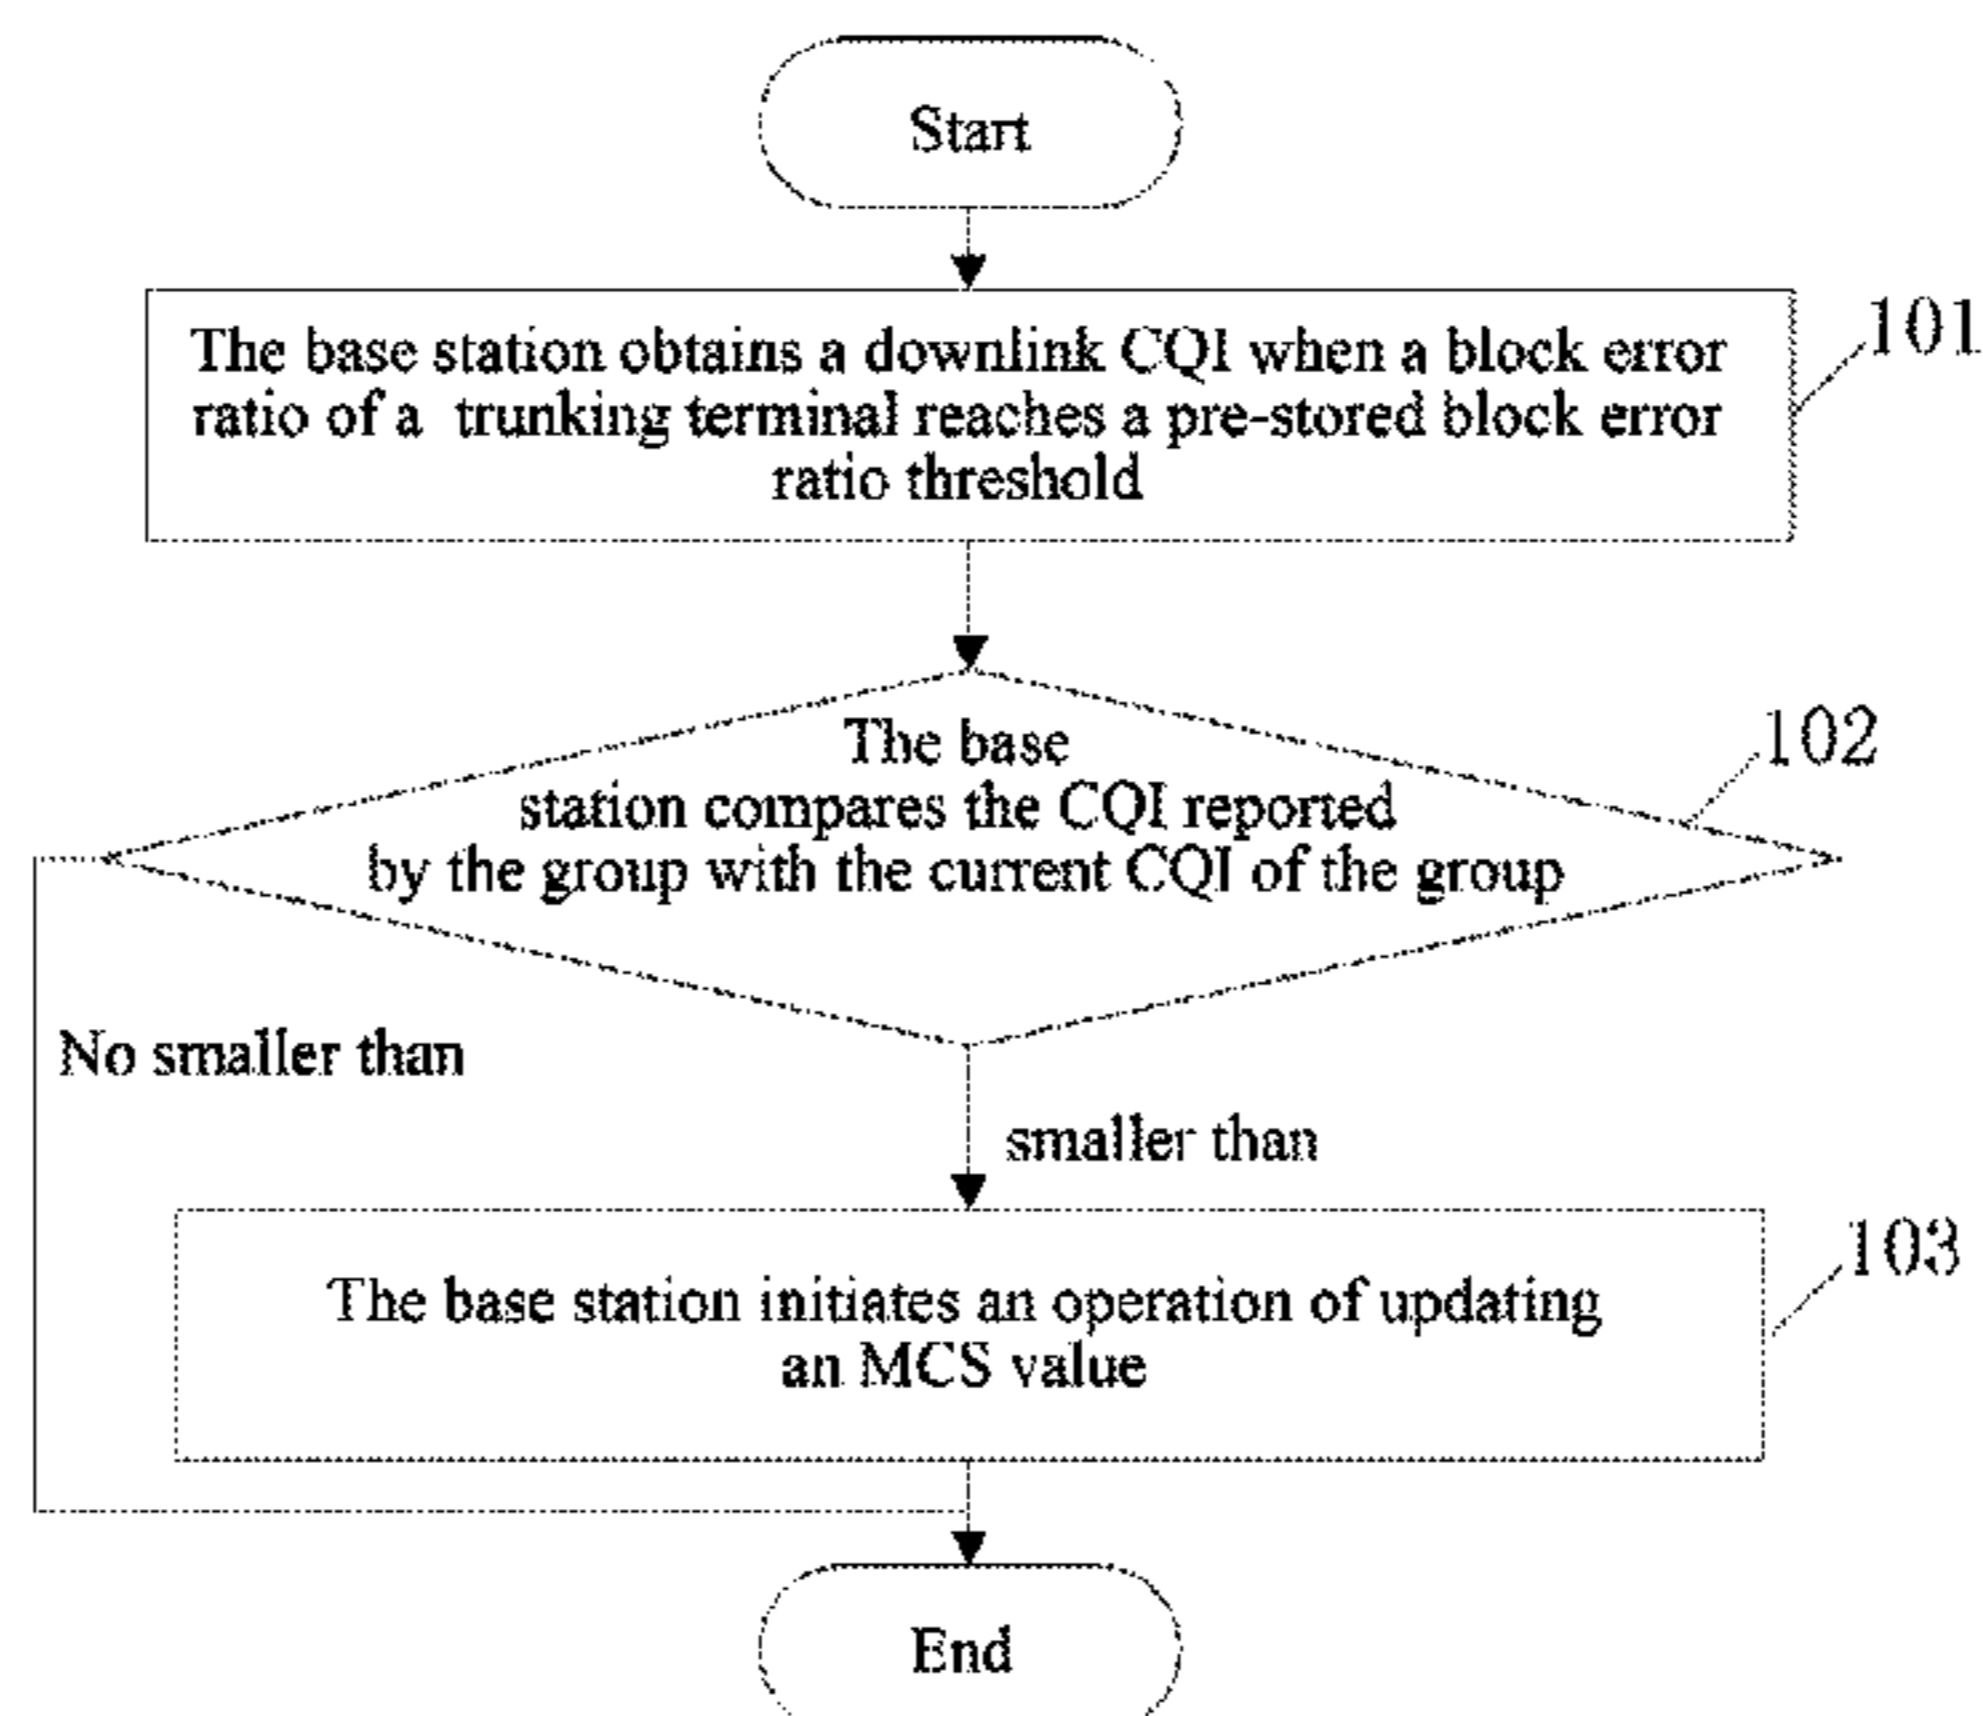 Start
The base station obtains a downlink CQI when a block error
ratio of a trunking terminal reaches a pre-stored block error
ratio threshold
101
The base
station compares the CQI reported
by the group with the current CQI of the group
102
No smaller than
smaller than
The base station initiates an operation of updating
an MCS value
103
End